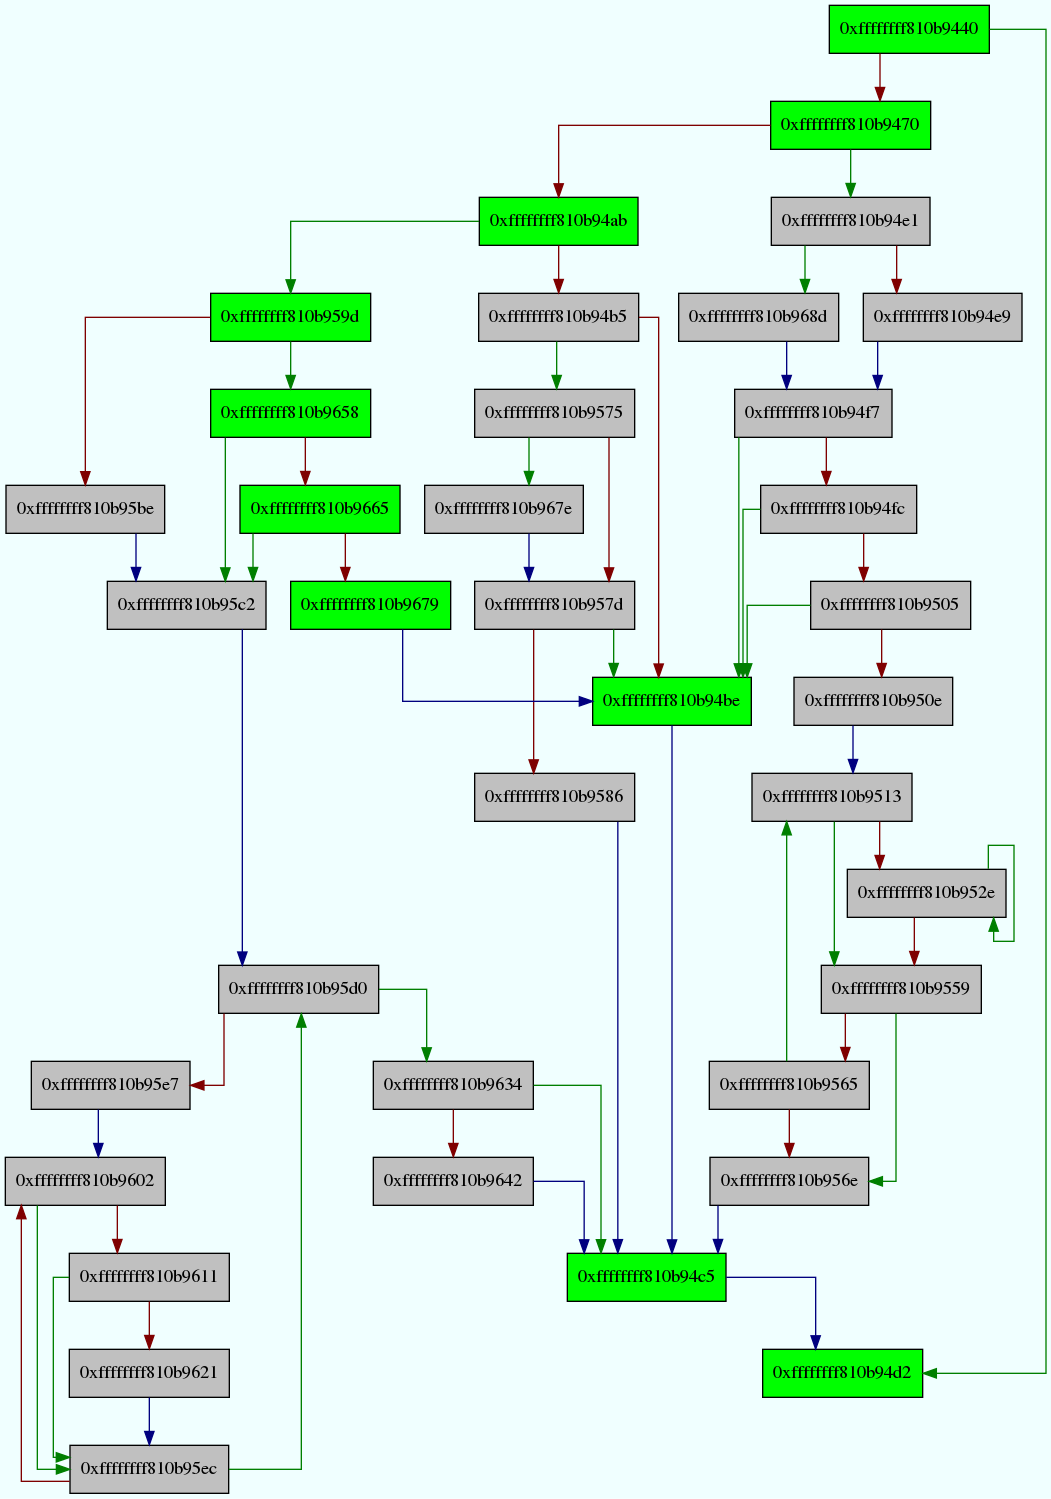 0xffffffff810b9440
0xffffffff810b9470
0xffffffff810b94ab
0xffffffff810b94e1
0xffffffff810b959d
0xffffffff810b94b5
0xffffffff810b968d
0xffffffff810b94e9
0xffffffff810b9658
0xffffffff810b9575
0xffffffff810b94f7
0xffffffff810b95be
0xffffffff810b9665
0xffffffff810b967e
0xffffffff810b94fc
0xffffffff810b95c2
0xffffffff810b9679
0xffffffff810b957d
0xffffffff810b9505
0xffffffff810b94be
0xffffffff810b950e
0xffffffff810b9586
0xffffffff810b9513
0xffffffff810b952e
0xffffffff810b95d0
0xffffffff810b9559
0xffffffff810b95e7
0xffffffff810b9634
0xffffffff810b9565
0xffffffff810b9602
0xffffffff810b9642
0xffffffff810b956e
0xffffffff810b9611
0xffffffff810b94c5
0xffffffff810b9621
0xffffffff810b94d2
0xffffffff810b95ec